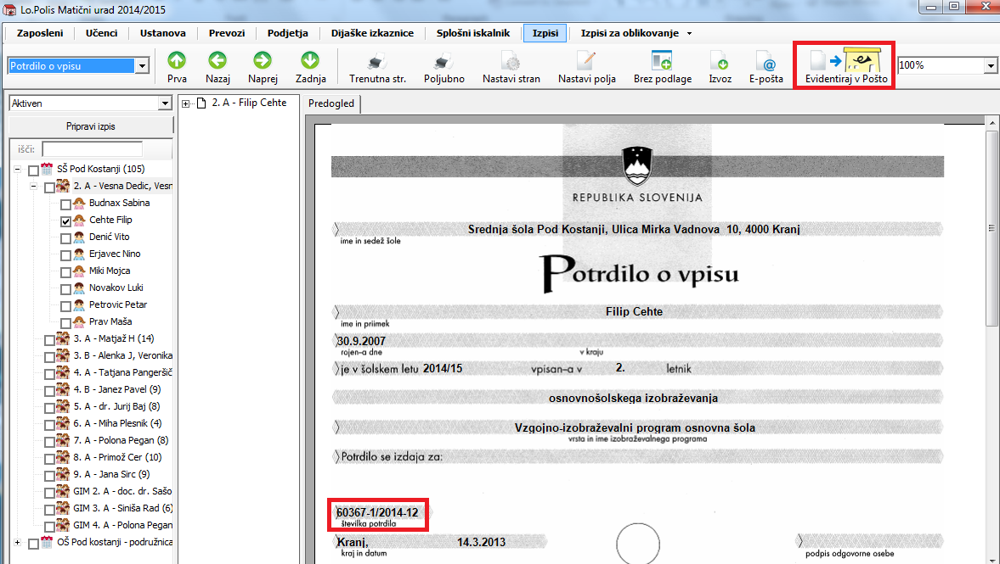 Lo.Polis Matični urad 2014/2015
Zaposleni Učenci Ustanova Prevozi Podjetja Dijaške izkaznice Splošni iskalnik Izpisi Izpisi za oblikovanje
Potrdilo o vpisu
Prva Nazaj Naprej Zadnja Trenutna str. Poljubno Nastavi stran Nastavi polja Brez podlage Izvoz E-pošta Evidentiraj v Pošto
100%
Aktiven
Pripravi izpis
išči:
SŠ Pod Kostanji (105)
2. A - Vesna Dedic, Vesn
Budnax Sabina
Cehte Filip
Denić Vito
Erjavec Nino
Miki Mojca
Novakov Luki
Petrovic Petar
Prav Maša
3. A - Matjaž H (14)
3. B - Alenka J, Veronika
4. A - Tatjana Pangeršič
4. B - Janez Pavel (9)
5. A - dr. Jurij Baj (8)
6. A - Miha Plesnik (4)
7. A - Polona Pegan (8)
8. A - Primož Cer (10)
9. A - Jana Sirc (9)
GIM 2. A - doc. dr. Sašo
GIM 3. A - Siniša Rad (6)
GIM 4. A - Polona Pegan
OŠ Pod kostanji - podružnica
2. A - Filip Cehte
Predogled
REPUBLIKA SLOVENIJA
Srednja šola Pod Kostanji, Ulica Mirka Vadnova 10, 4000 Kranj
ime in sedež šole
Potrdilo o vpisu
Filip Cehte
ime in priimek
30.9.2007
rojen-a dne v kraju
je v šolskem letu 2014/15 vpisan-a v 2. letnik
osnovnošolskega izobraževanja
Vzgojno-izobraževalni program osnovna šola
vrsta in ime izobraževalnega programa
Potrdilo se izdaja za:
60367-1/2014-12
številka potrdila
Kranj, 14.3.2013
kraj in datum podpis odgovorne osebe